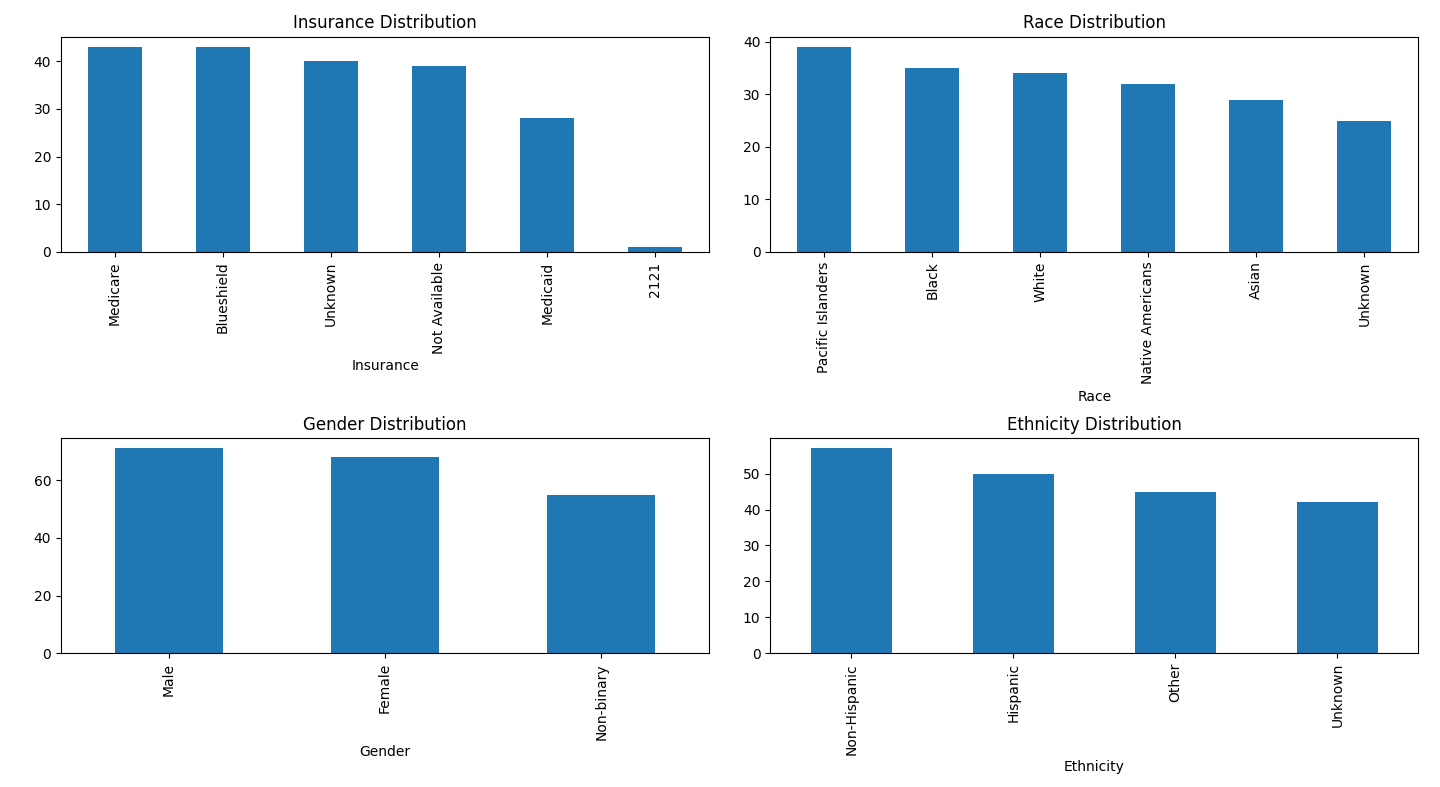 Insurance Distribution
40
30
20
10
0
Medicare
Blueshield
Unknown
Not Available
Medicaid
2121
Insurance
Race Distribution
40
30
20
10
0
Pacific Islanders
Black
White
Native Americans
Asian
Unknown
Race
Gender Distribution
60
40
20
0
Male
Female
Non-binary
Gender
Ethnicity Distribution
50
40
30
20
10
0
Non-Hispanic
Hispanic
Other
Unknown
Ethnicity